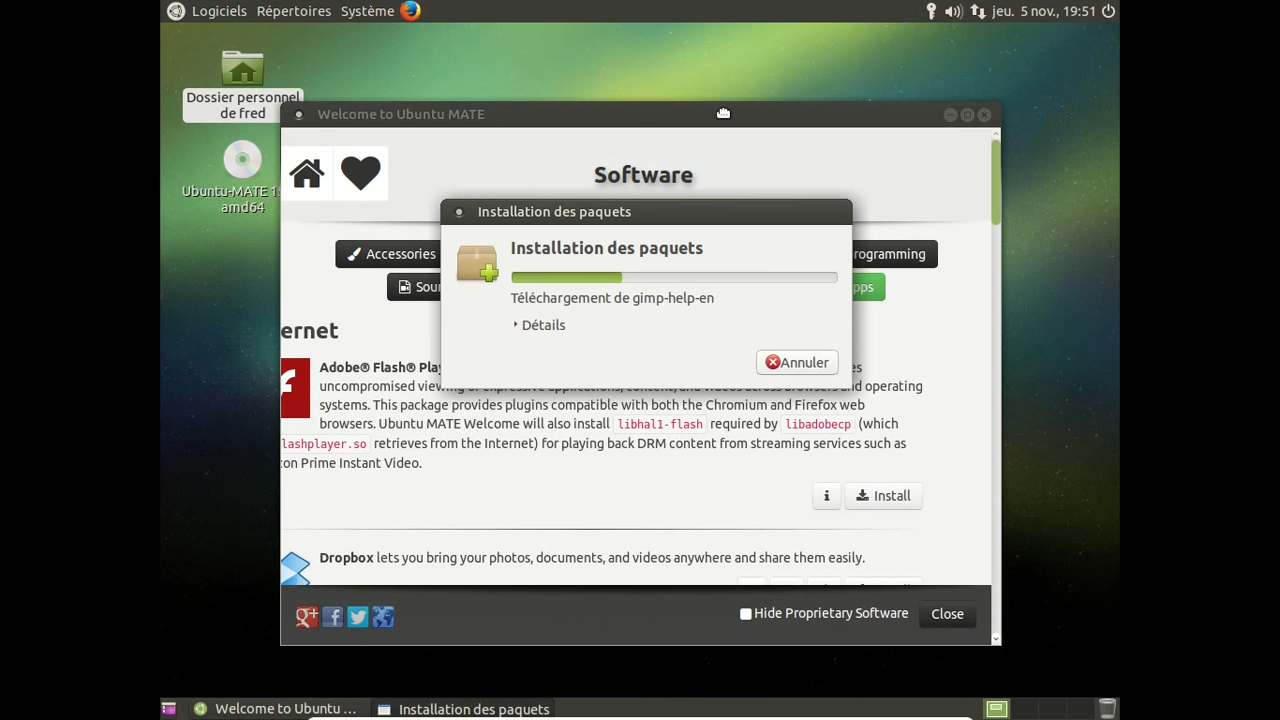 Logiciels Répertoires Système jeu. 5 nov., 19:51
Dossier personnel
de fred
Welcome to Ubuntu MATE
Ubuntu-MATE
amd64
Software
Installation des paquets
Accessories
rogramming
Installation des paquets
Sou
pps
Téléchargement de gimp-help-en
Détails
ernet
Annuler
Adobe® Flash® Play
uncompromised viewing of expressive applications, content, and videos across browsers and operating
systems. This package provides plugins compatible with both the Chromium and Firefox web
browsers. Ubuntu MATE Welcome will also install libhal1-flash required by libadobecp (which
lashplayer.so retrieves from the Internet) for playing back DRM content from streaming services such as
on Prime Instant Video.
i Install
Dropbox lets you bring your photos, documents, and videos anywhere and share them easily.
g+ f Hide Proprietary Software Close
Welcome to Ubuntu ... Installation des paquets